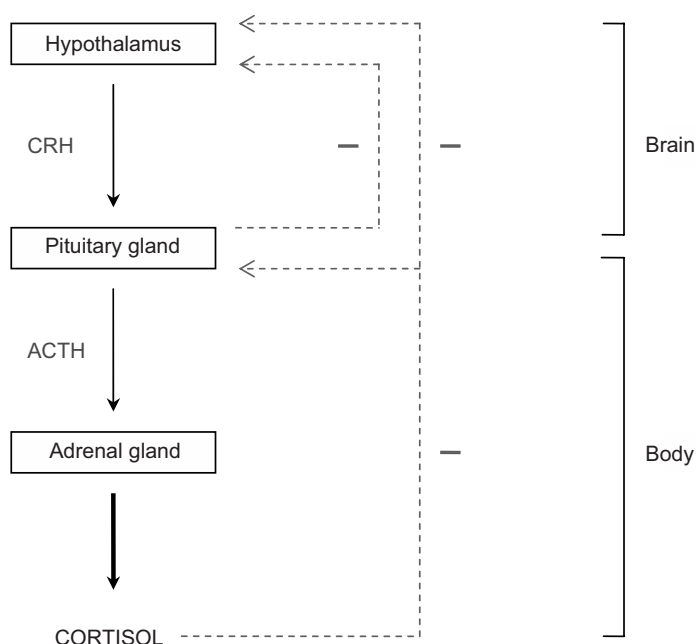 Hypothalamus
CRH
Brain
Pituitary gland
ACTH
Adrenal gland
Body
CORTISOL